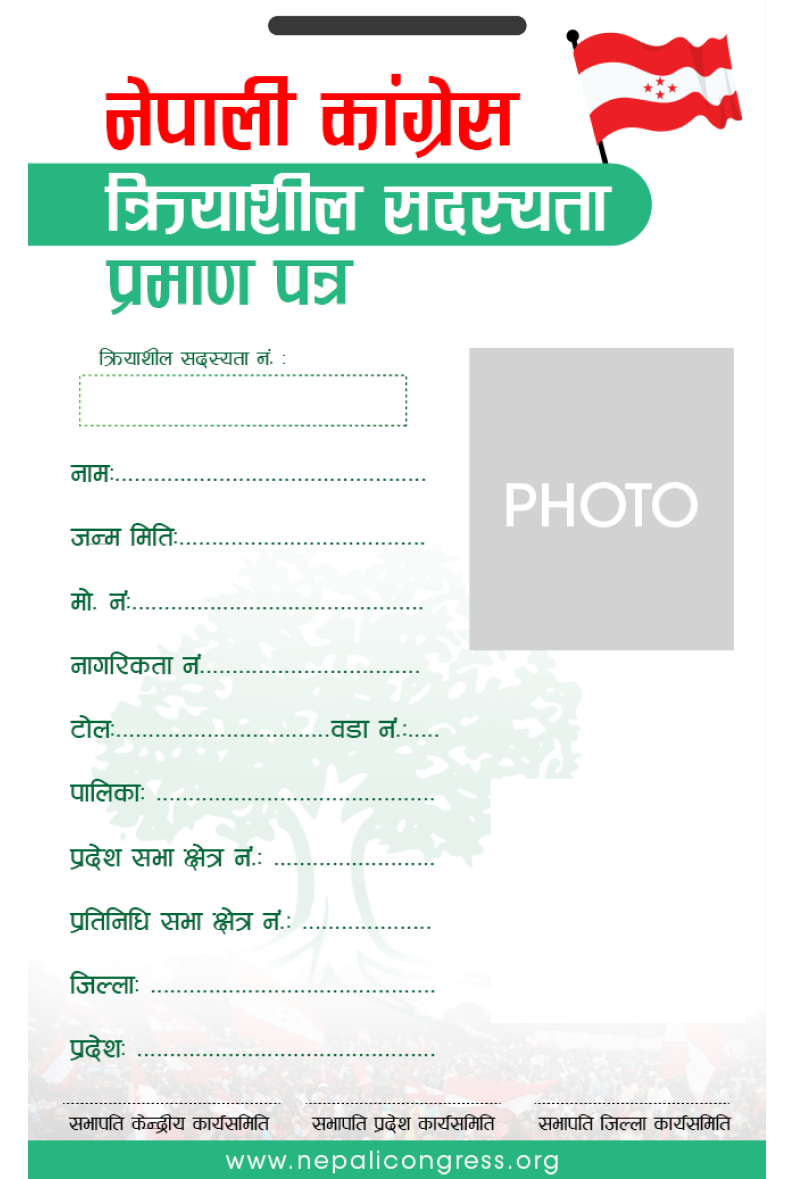 नेपाली कांग्रेस
क्रियाशील सदस्यता
प्रमाण पत्र
क्रियाशील सदस्यता नं. :
PHOTO
नामः................................................
जन्म मितिः......................................
मो. नंः.............................................
नागरिकता नं..................................
टोलः.................................वडा नं.:.....
पालिकाः ...........................................
प्रदेश सभा क्षेत्र नं.: .........................
प्रतिनिधि सभा क्षेत्र नं.: ....................
जिल्लाः ............................................
प्रदेशः ..............................................
सभापति केन्द्रीय कार्यसमिति सभापति प्रदेश कार्यसमिति सभापति जिल्ला कार्यसमिति
www.nepalicongress.org